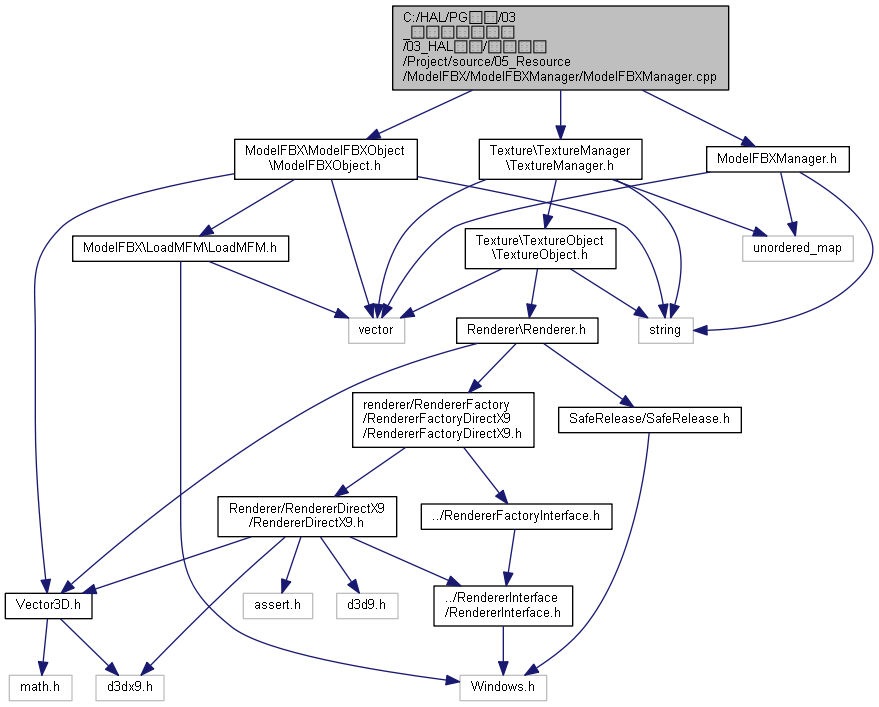 C:/HAL/PG□□/03
_□□□□□□□□
/03_HAL□□/□□□□
/Project/source/05_Resource
/ModelFBX/ModelFBXManager/ModelFBXManager.cpp
ModelFBX\ModelFBXObject
\ModelFBXObject.h
Texture\TextureManager
\TextureManager.h
ModelFBXManager.h
ModelFBX\LoadMFM\LoadMFM.h
Texture\TextureObject
\TextureObject.h
unordered_map
vector
Renderer\Renderer.h
string
renderer/RendererFactory
/RendererFactoryDirectX9
/RendererFactoryDirectX9.h
SafeRelease/SafeRelease.h
Renderer/RendererDirectX9
/RendererDirectX9.h
../RendererFactoryInterface.h
Vector3D.h
assert.h
d3d9.h
../RendererInterface
/RendererInterface.h
math.h
d3dx9.h
Windows.h